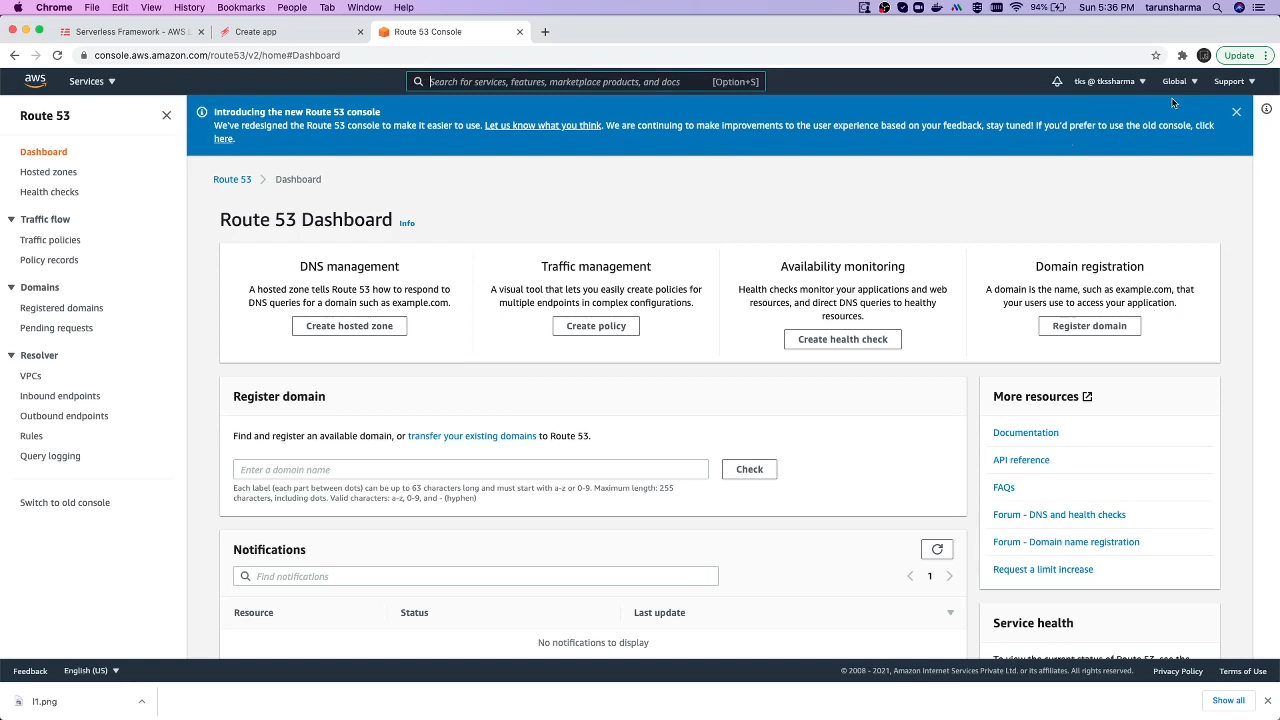 Chrome File Edit View History Bookmarks People Tab Window Help 94% Sun 5:36 PM tarunsharma
Serverless Framework - AWS L Create app Route 53 Console
console.aws.amazon.com/route53/v2/home#Dashboard Update
aws Services Search for services, features, marketplace products, and docs [Option+S] tks @ tkssharma Global Support
Route 53
Introducing the new Route 53 console
We've redesigned the Route 53 console to make it easier to use. Let us know what you think. We are continuing to make improvements to the user experience based on your feedback, stay tuned! If you'd prefer to use the old console, click
here.
Dashboard
Hosted zones
Health checks
Traffic flow
Traffic policies
Policy records
Domains
Registered domains
Pending requests
Resolver
VPCs
Inbound endpoints
Outbound endpoints
Rules
Query logging
Switch to old console
Route 53 Dashboard
Route 53 Dashboard Info
DNS management
A hosted zone tells Route 53 how to respond to
DNS queries for a domain such as example.com.
Create hosted zone
Traffic management
A visual tool that lets you easily create policies for
multiple endpoints in complex configurations.
Create policy
Availability monitoring
Health checks monitor your applications and web
resources, and direct DNS queries to healthy
resources.
Create health check
Domain registration
A domain is the name, such as example.com, that
your users use to access your application.
Register domain
Register domain
Find and register an available domain, or transfer your existing domains to Route 53.
Enter a domain name Check
Each label (each part between dots) can be up to 63 characters long and must start with a-z or 0-9. Maximum length: 255
characters, including dots. Valid characters: a-z, 0-9, and - (hyphen)
Notifications
Find notifications 1
Resource Status Last update
No notifications to display
More resources
Documentation
API reference
FAQs
Forum - DNS and health checks
Forum - Domain name registration
Request a limit increase
Service health
To view the current status of Route 53, see the
Feedback English (US) © 2008 - 2021, Amazon Internet Services Private Ltd. or its affiliates. All rights reserved. Privacy Policy Terms of Use
l1.png Show all